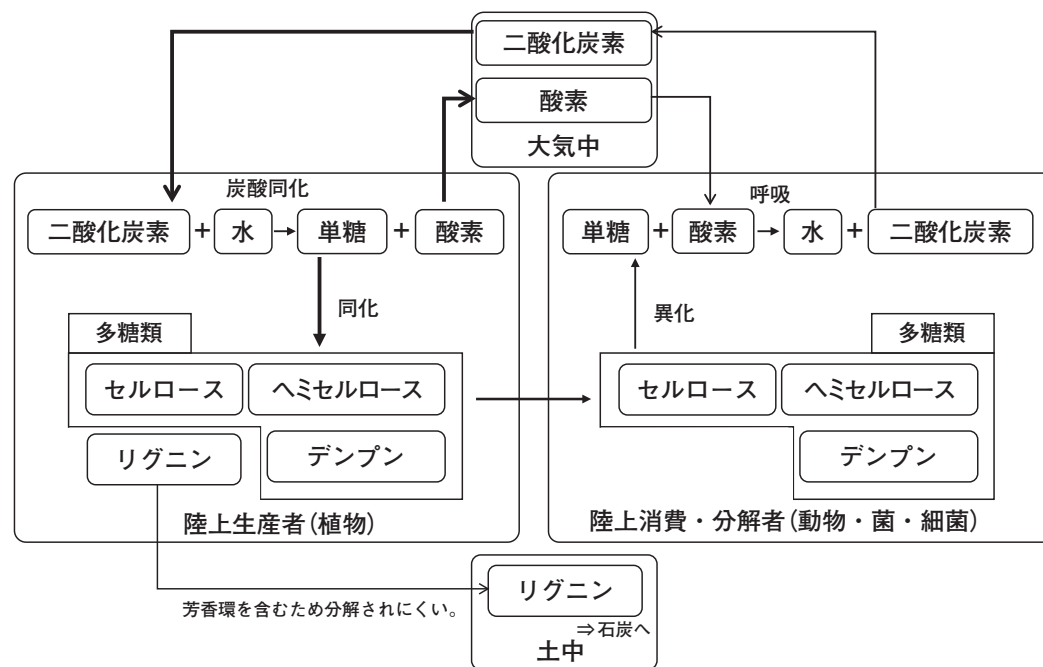 二酸化炭素
酸素
大気中
炭酸同化
二酸化炭素 + 水 → 単糖 + 酸素
同化
多糖類
セルロース
ヘミセルロース
リグニン
デンプン
陸上生産者(植物)
呼吸
単糖 + 酸素 → 水 + 二酸化炭素
異化
多糖類
セルロース
ヘミセルロース
デンプン
陸上消費・分解者(動物・菌・細菌)
芳香環を含むため分解されにくい。
リグニン
⇒石炭へ
土中